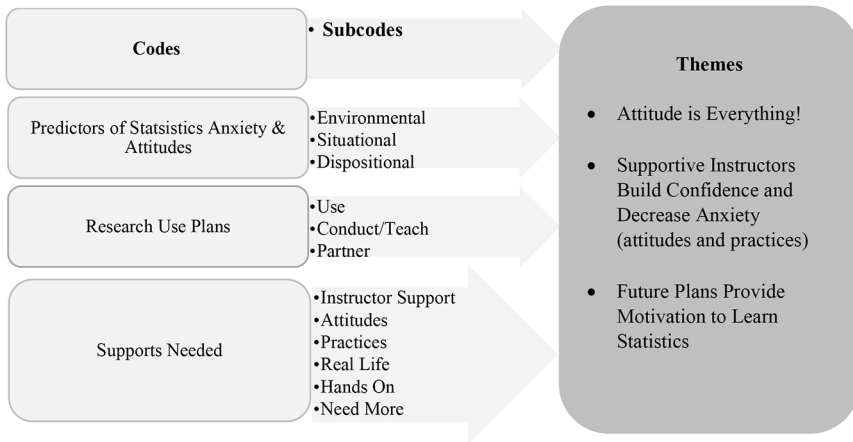 Codes
• Subcodes
Predictors of Statsistics Anxiety &
Attitudes
•Environmental
•Situational
•Dispositional
Research Use Plans
•Use
•Conduct/Teach
•Partner
Supports Needed
•Instructor Support
•Attitudes
•Practices
•Real Life
•Hands On
•Need More
Themes
• Attitude is Everything!
• Supportive Instructors
Build Confidence and
Decrease Anxiety
(attitudes and practices)
• Future Plans Provide
Motivation to Learn
Statistics